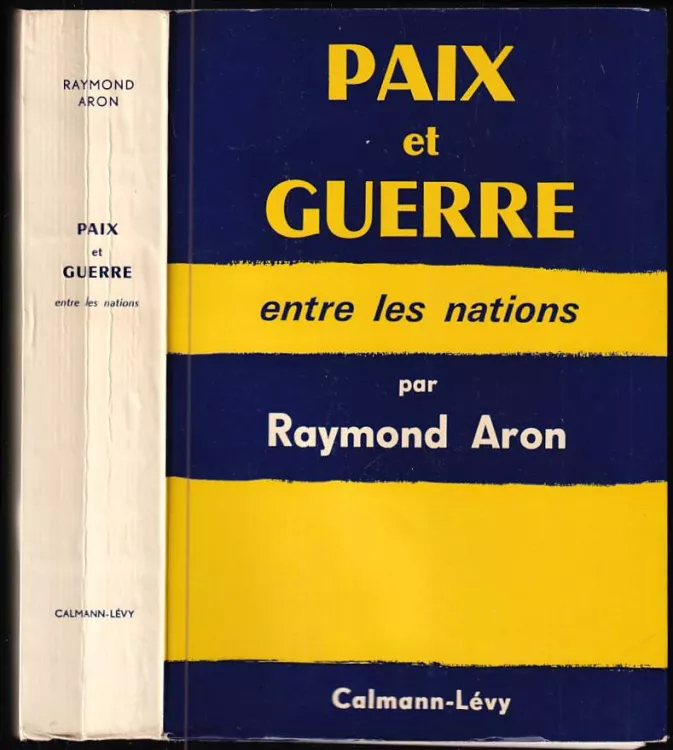 RAYMOND
ARON
PAIX
et
GUERRE
entre les nations
CALMANN-LÉVY
PAIX
et
GUERRE
entre les nations
par
Raymond Aron
Calmann-Lévy